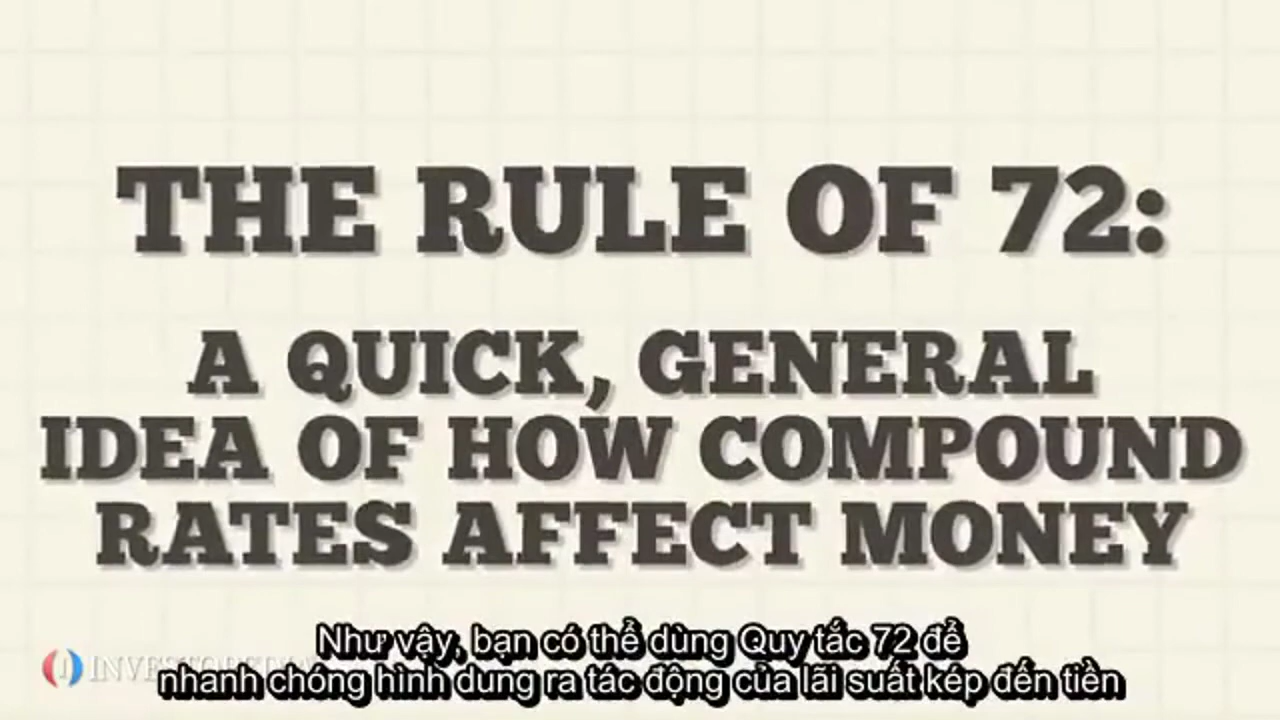 THE RULE OF 72:
A QUICK, GENERAL
IDEA OF HOW COMPOUND
RATES AFFECT MONEY
Như vậy, bạn có thể dùng Quy tắc 72 để
nhanh chóng hình dung ra tác động của lãi suất kép đến tiền